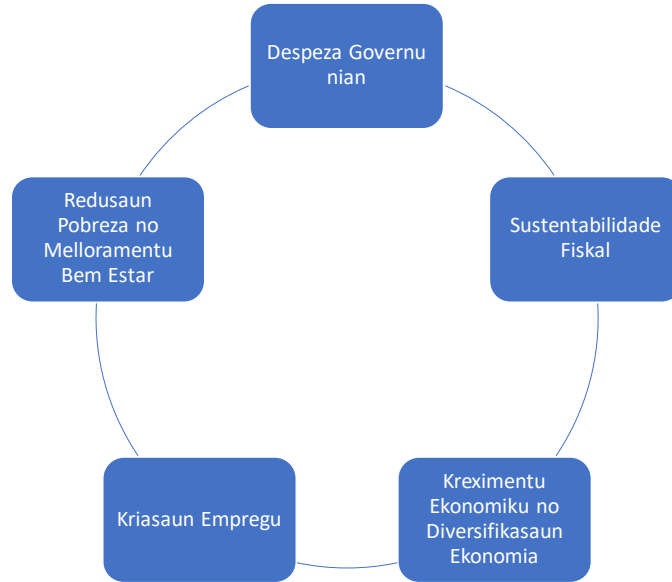 Despeza Governu
nian
Sustentabilidade
Fiskal
Kreximentu
Ekonomiku no
Diversifikasaun
Ekonomia
Kriasaun Empregu
Redusaun
Pobreza no
Melloramentu
Bem Estar